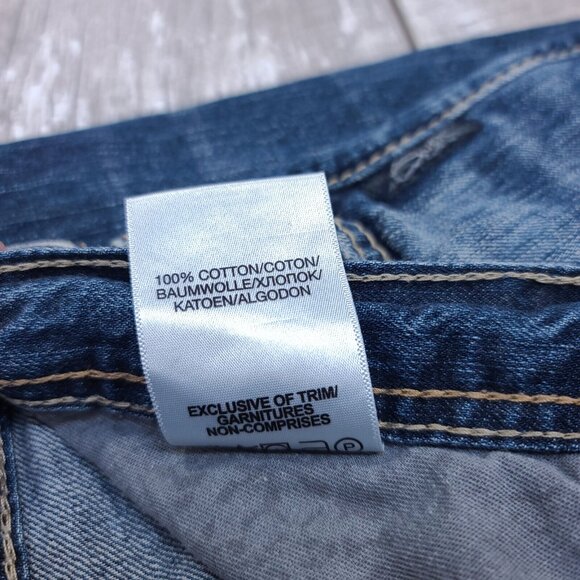 100% COTTON/COTON/
BAUMWOLLE/ХЛОПОК/
KATOEN/ALGODON
EXCLUSIVE OF TRIM/
GARNITURES
NON-COMPRISES
P